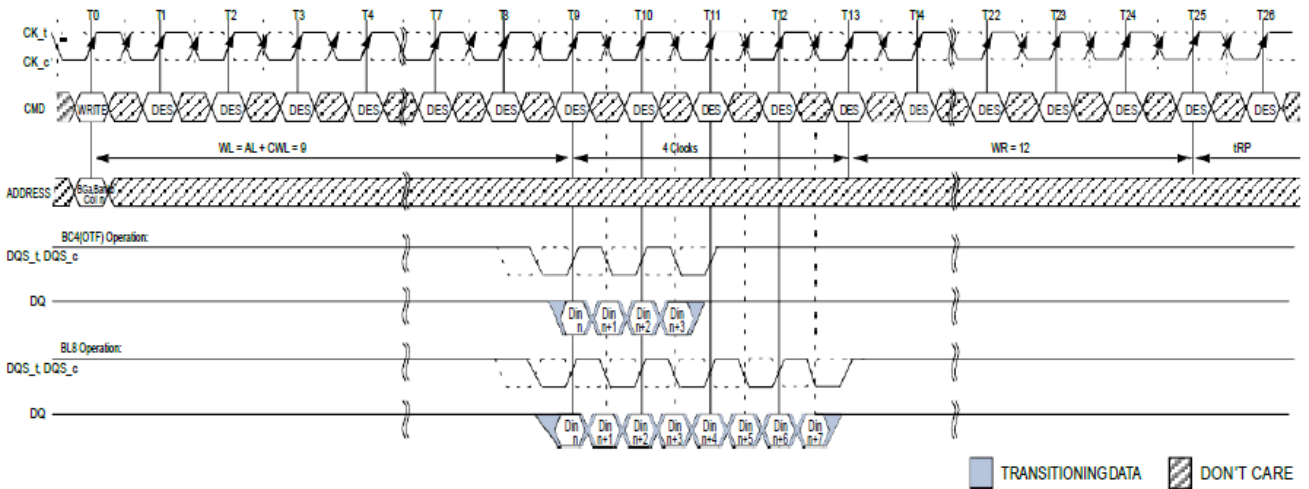 T0 T1 T2 T3 T4 T7 T8 T9 T10 T11 T12 T13 T14 T22 T23 T24 T25 T26
CK_t
CK_c
CMD WRITE DES DES DES DES DES DES DES DES DES DES DES DES DES DES DES DES DES
WL = AL + CWL = 9 4 Clocks WR = 12 tRP
ADDRESS BGa,Bank
Col n
BC4(OTF) Operation:
DQS_t, DQS_c
DQ Din Din Din Din
n n+1 n+2 n+3
BL8 Operation:
DQS_t, DQS_c
DQ Din Din Din Din Din Din Din Din
n n+1 n+2 n+3 n+4 n+5 n+6 n+7
TRANSITIONING DATA DON'T CARE